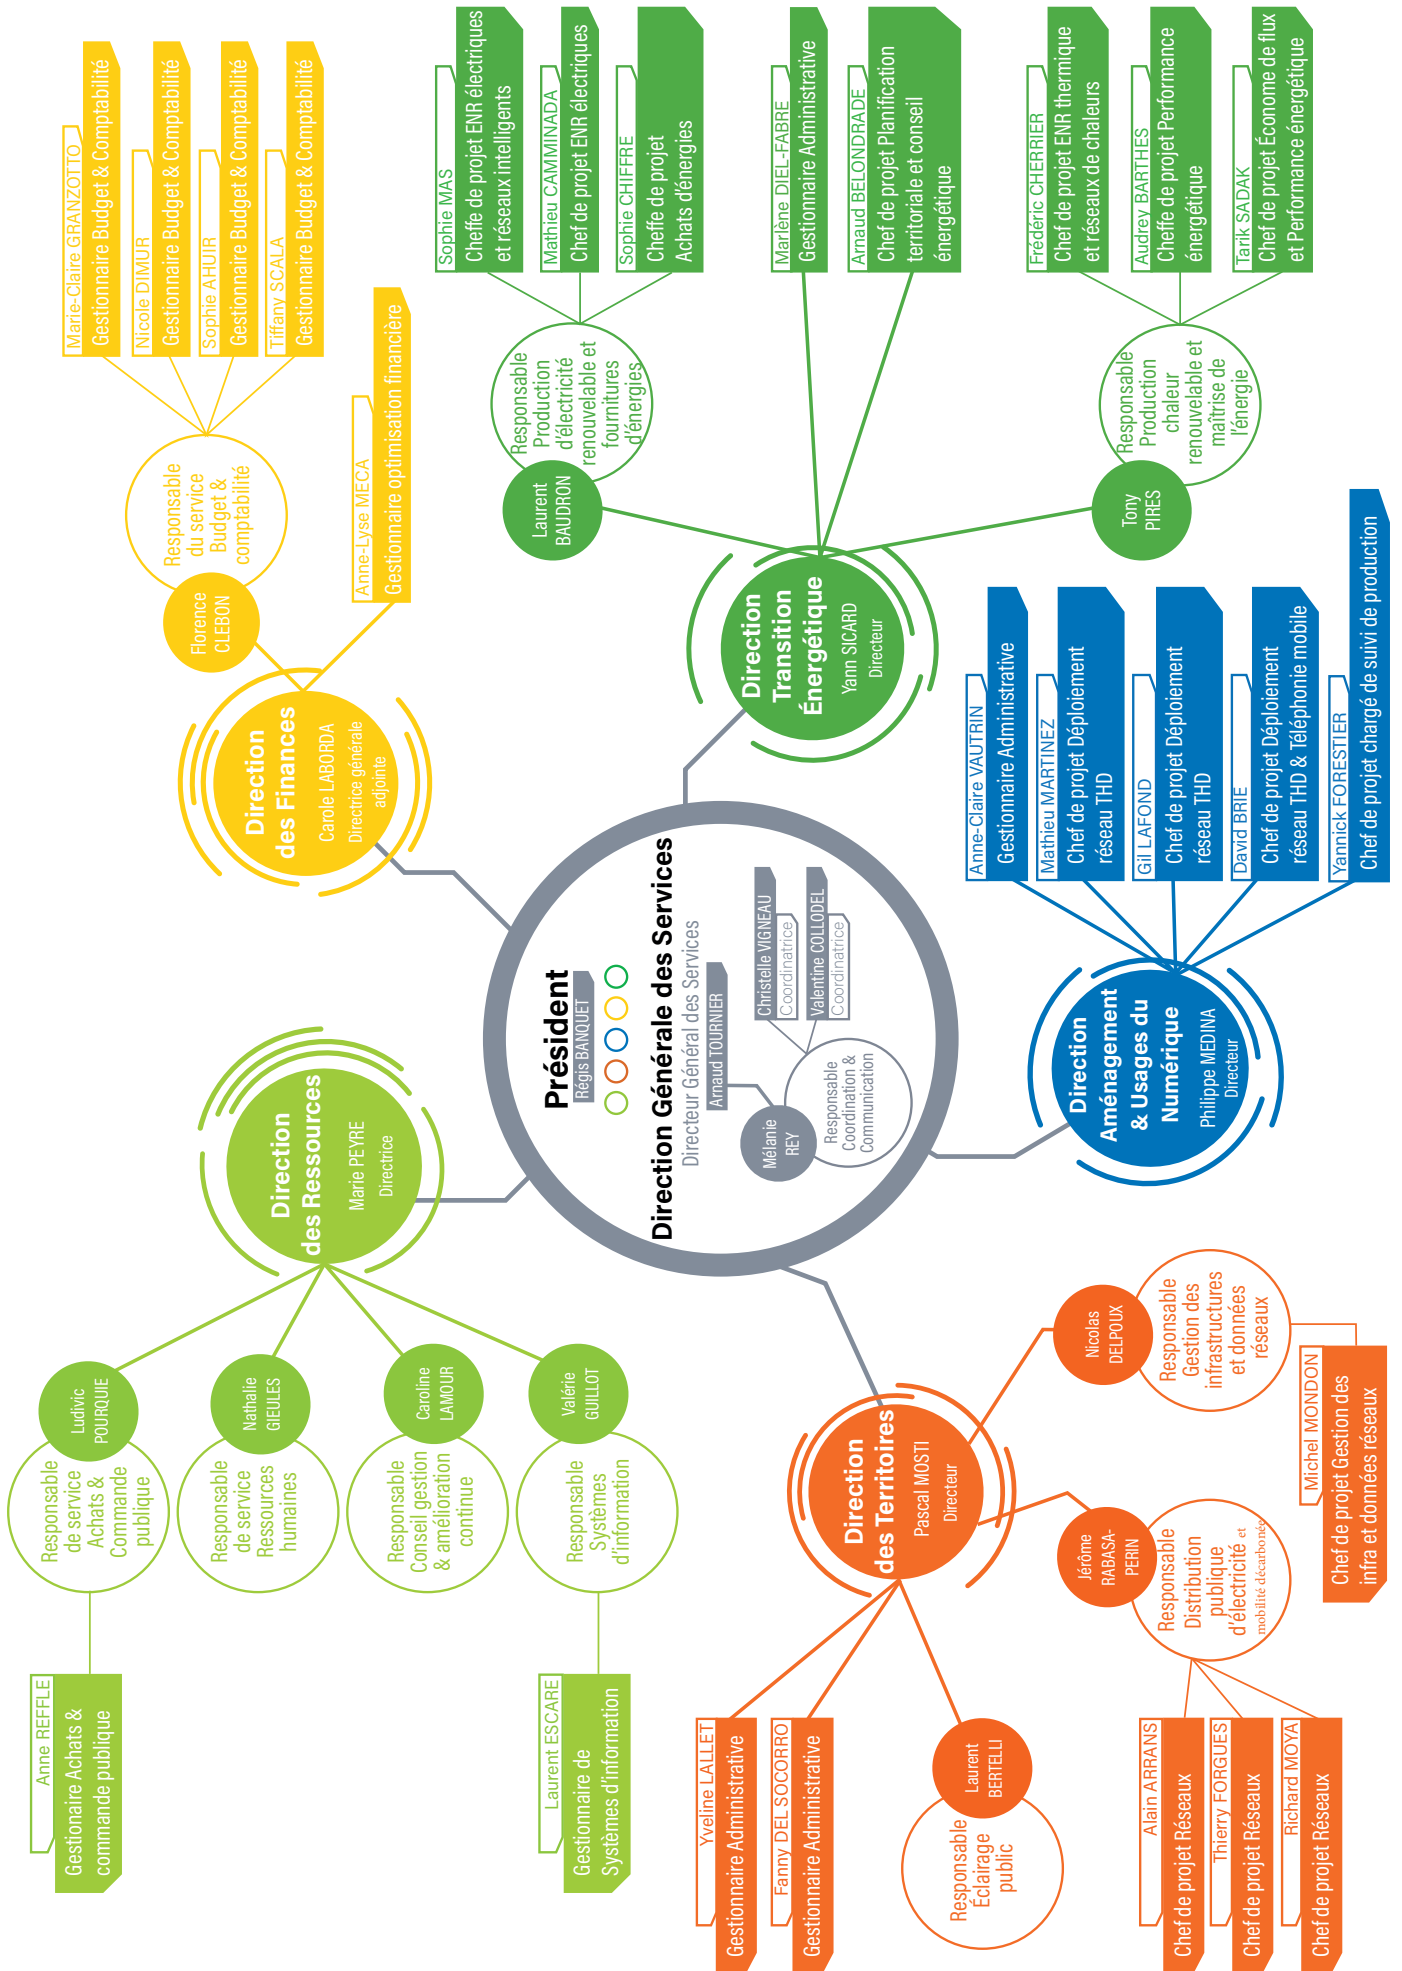 Président
Régis BANQUET
Direction Générale des Services
Directeur Général des Services
Arnaud TOURNIER
Mélanie
REY
Responsable
Coordination &
Communication
Christelle VIGNEAU
Coordinatrice
Valentine COLLODEL
Coordinatrice
Direction
des Ressources
Marie PEYRE
Directrice
Ludivic
POURQUIE
Responsable
de service
Achats &
Commande
publique
Anne REFFLE
Gestionaire Achats &
commande publique
Nathalie
GIEULES
Responsable
de service
Ressources
humaines
Caroline
LAMOUR
Responsable
Conseil gestion
& amélioration
continue
Valérie
GUILLOT
Responsable
Systèmes
d'information
Laurent ESCARE
Gestionnaire de
Systèmes d'information
Direction
des Finances
Carole LABORDA
Directrice générale
adjointe
Florence
CLEBON
Responsable
du service
Budget &
comptabilité
Marie-Claire GRANZOTTO
Gestionnaire Budget & Comptabilité
Nicole DIMUR
Gestionnaire Budget & Comptabilité
Sophie AHUIR
Gestionnaire Budget & Comptabilité
Tiffany SCALA
Gestionnaire Budget & Comptabilité
Anne-Lyse MECA
Gestionnaire optimisation financière
Direction
Transition
Énergétique
Yann SICARD
Directeur
Laurent
BAUDRON
Responsable
Production
d'électricité
renouvelable et
fournitures
d'énergies
Sophie MAS
Cheffe de projet ENR électriques
et réseaux intelligents
Mathieu CAMMINADA
Chef de projet ENR électriques
Sophie CHIFFRE
Cheffe de projet
Achats d'énergies
Marlène DIEL-FABRE
Gestionnaire Administrative
Arnaud BELONDRADE
Chef de projet Planification
territoriale et conseil
énergétique
Tony
PIRES
Responsable
Production
chaleur
renouvelable et
maîtrise de
l'énergie
Frédéric CHERRIER
Chef de projet ENR thermique
et réseaux de chaleurs
Audrey BARTHES
Cheffe de projet Performance
énergétique
Tarik SADAK
Chef de projet Économe de flux
et Performance énergétique
Direction
Aménagement
& Usages du
Numérique
Philippe MEDINA
Directeur
Anne-Claire VAUTRIN
Gestionnaire Administrative
Mathieu MARTINEZ
Chef de projet Déploiement
réseau THD
Gil LAFOND
Chef de projet Déploiement
réseau THD
David BRIE
Chef de projet Déploiement
réseau THD & Téléphonie mobile
Yannick FORESTIER
Chef de projet chargé de suivi de production
Direction
des Territoires
Pascal MOSTI
Directeur
Yveline LALLET
Gestionnaire Administrative
Fanny DEL SOCORRO
Gestionnaire Administrative
Laurent
BERTELLI
Responsable
Éclairage
public
Jérôme
RABASA-
PERIN
Responsable
Distribution
publique
d'électricité et
mobilité décarbonée
Alain ARRANS
Chef de projet Réseaux
Thierry FORGUES
Chef de projet Réseaux
Richard MOYA
Chef de projet Réseaux
Nicolas
DELPOUX
Responsable
Gestion des
infrastructures
et données
réseaux
Michel MONDON
Chef de projet Gestion des
infra et données réseaux